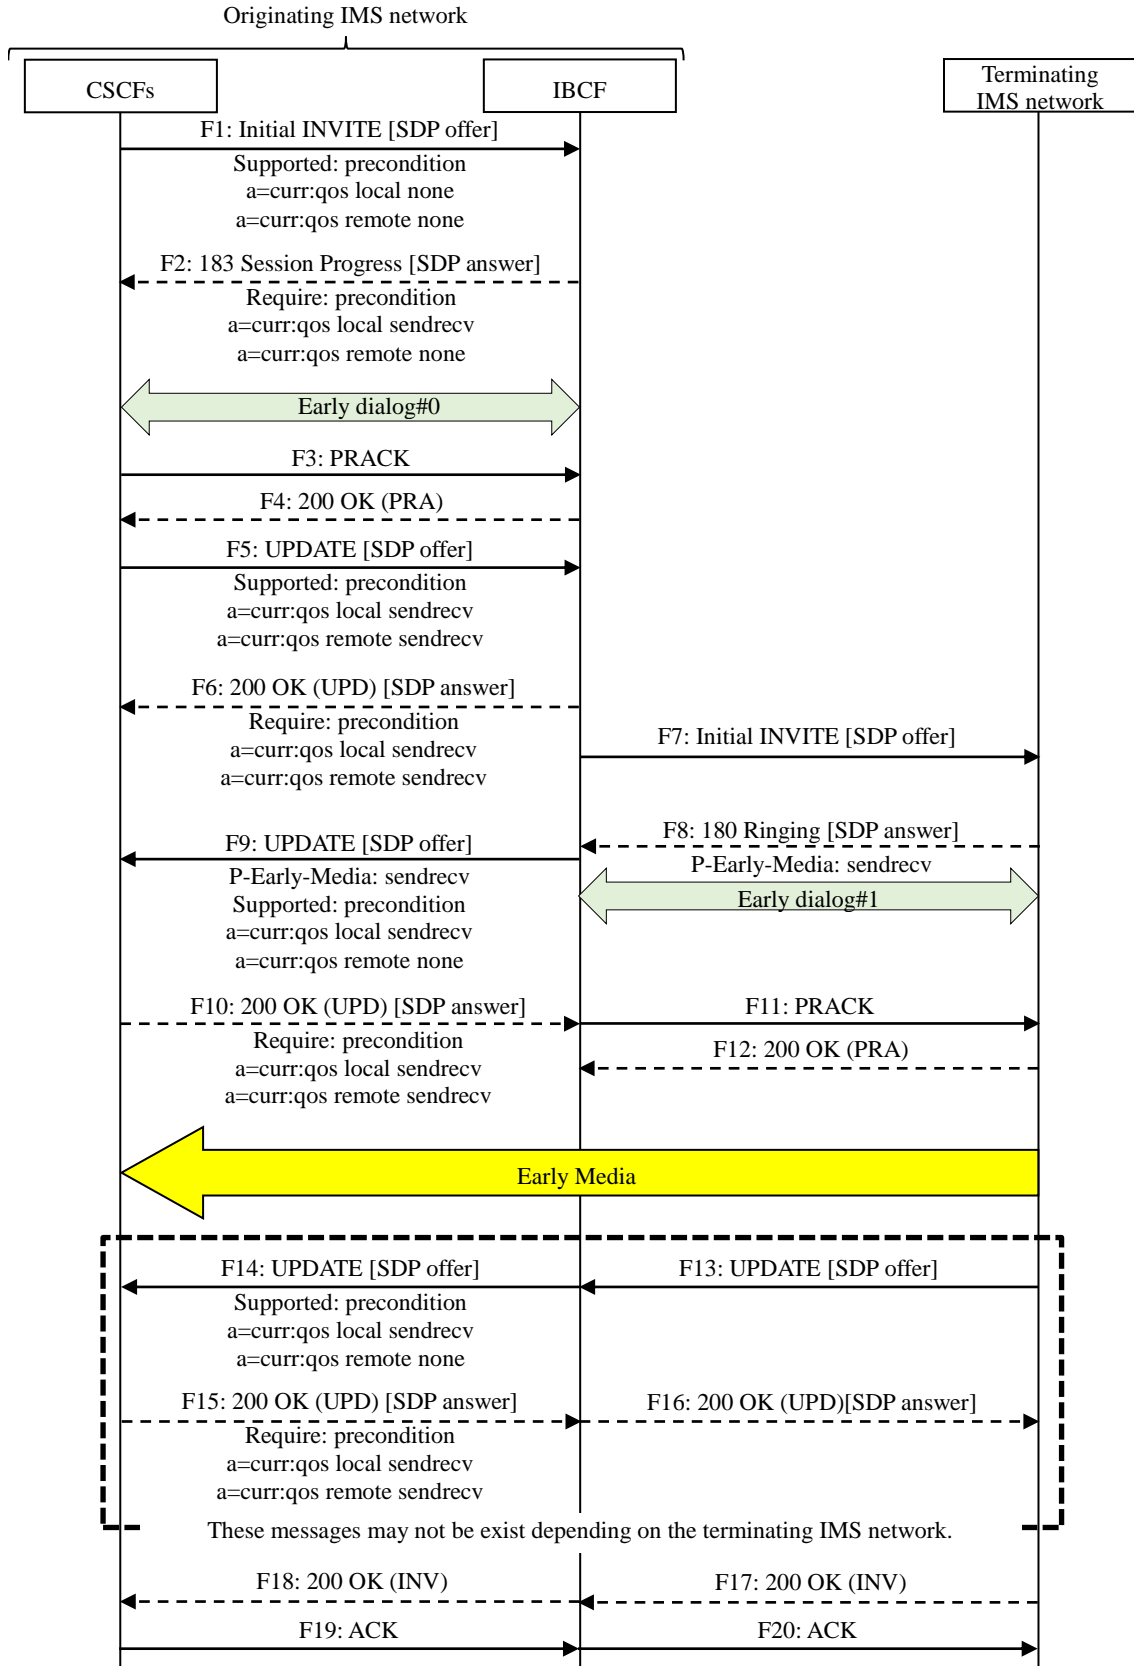 Originating IMS network
CSCFs
IBCF
Terminating
IMS network
F1: Initial INVITE [SDP offer]
Supported: precondition
a=curr:qos local none
a=curr:qos remote none
F2: 183 Session Progress [SDP answer]
Require: precondition
a=curr:qos local sendrecv
a=curr:qos remote none
Early dialog#0
F3: PRACK
F4: 200 OK (PRA)
F5: UPDATE [SDP offer]
Supported: precondition
a=curr:qos local sendrecv
a=curr:qos remote sendrecv
F6: 200 OK (UPD) [SDP answer]
Require: precondition
a=curr:qos local sendrecv
a=curr:qos remote sendrecv
F7: Initial INVITE [SDP offer]
F8: 180 Ringing [SDP answer]
P-Early-Media: sendrecv
Early dialog#1
F9: UPDATE [SDP offer]
P-Early-Media: sendrecv
Supported: precondition
a=curr:qos local sendrecv
a=curr:qos remote none
F10: 200 OK (UPD) [SDP answer]
Require: precondition
a=curr:qos local sendrecv
a=curr:qos remote sendrecv
F11: PRACK
F12: 200 OK (PRA)
Early Media
F14: UPDATE [SDP offer]
F13: UPDATE [SDP offer]
Supported: precondition
a=curr:qos local sendrecv
a=curr:qos remote none
F15: 200 OK (UPD) [SDP answer]
F16: 200 OK (UPD)[SDP answer]
Require: precondition
a=curr:qos local sendrecv
a=curr:qos remote sendrecv
These messages may not be exist depending on the terminating IMS network.
F18: 200 OK (INV)
F17: 200 OK (INV)
F19: ACK
F20: ACK